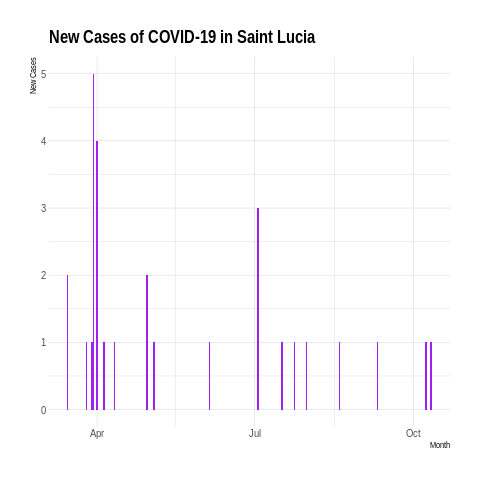 New Cases of COVID-19 in Saint Lucia
New Cases
5
4
3
2
1
0
Apr
Jul
Oct
Month